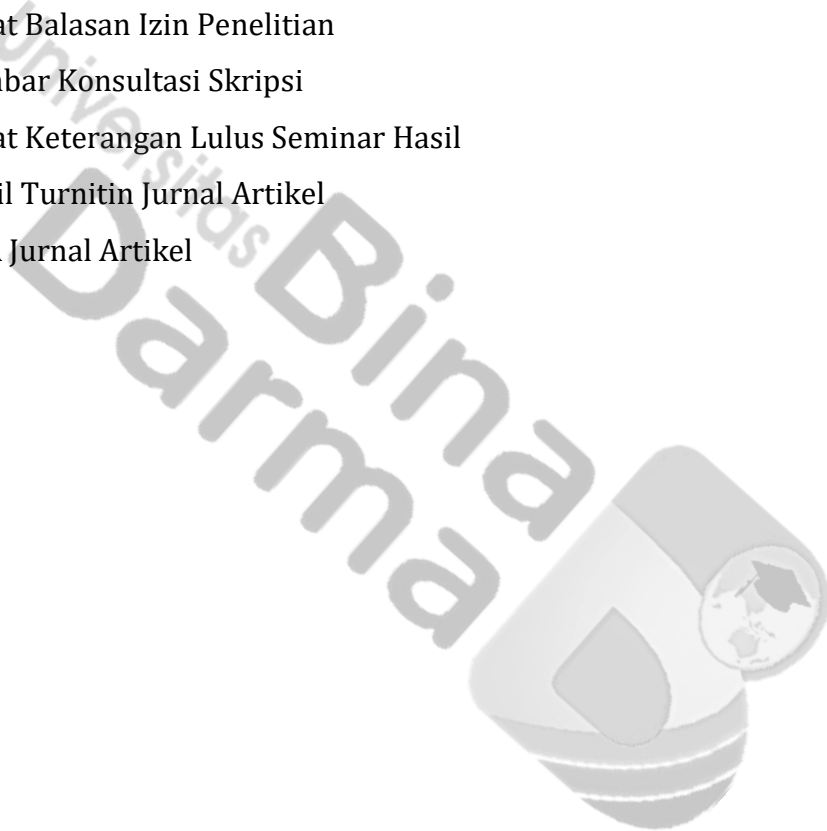 at Balasan Izin Penelitian
bar Konsultasi Skripsi
at Keterangan Lulus Seminar Hasil
il Turnitin Jurnal Artikel
Jurnal Artikel
Universitas
Bina
Darma